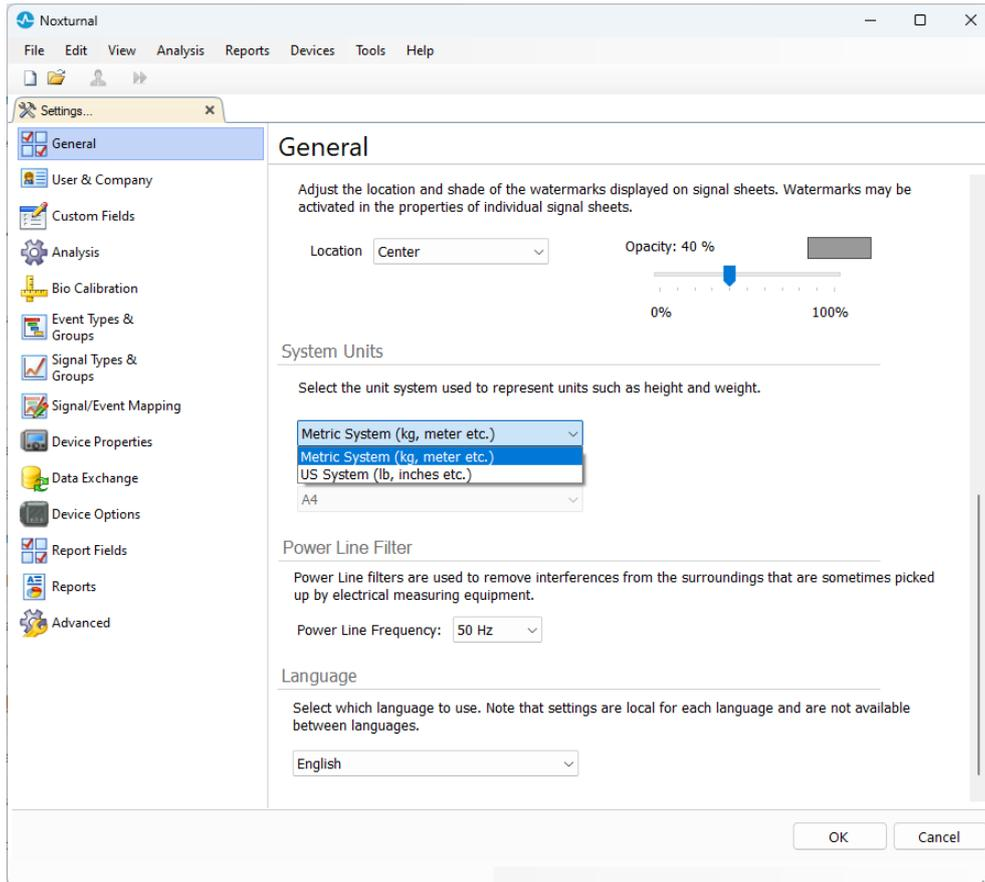 Noxturnal
File Edit View Analysis Reports Devices Tools Help
Settings...
General
User & Company
Custom Fields
Analysis
Bio Calibration
Event Types &
Groups
Signal Types &
Groups
Signal/Event Mapping
Device Properties
Data Exchange
Device Options
Report Fields
Reports
Advanced
General
Adjust the location and shade of the watermarks displayed on signal sheets. Watermarks may be
activated in the properties of individual signal sheets.
Location Center Opacity: 40 %
0% 100%
System Units
Select the unit system used to represent units such as height and weight.
Metric System (kg, meter etc.)
Metric System (kg, meter etc.)
US System (lb, inches etc.)
A4
Power Line Filter
Power Line filters are used to remove interferences from the surroundings that are sometimes picked
up by electrical measuring equipment.
Power Line Frequency: 50 Hz
Language
Select which language to use. Note that settings are local for each language and are not available
between languages.
English
OK Cancel